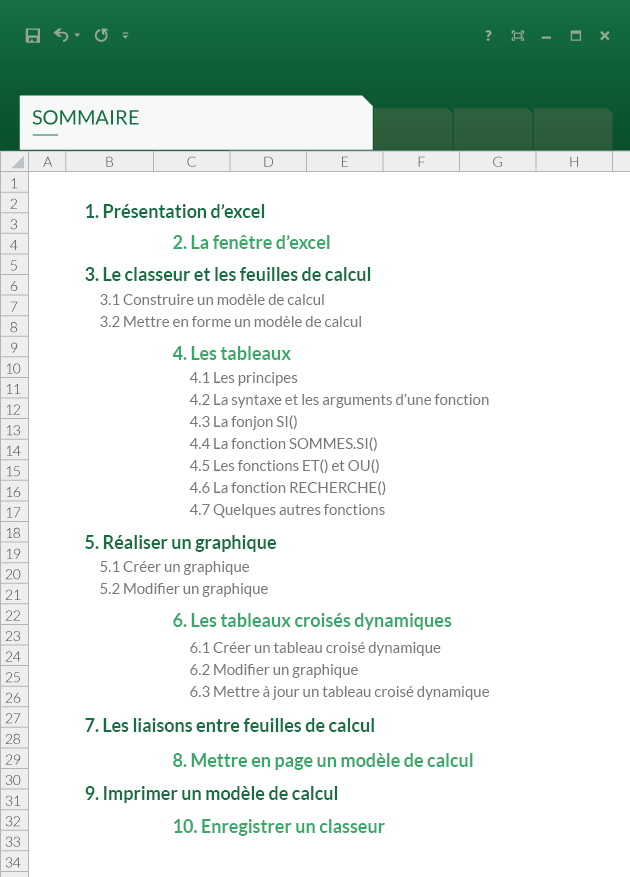 ?
SOMMAIRE
A B C D E F G H
1
2
3
4
5
6
7
8
9
10
11
12
13
14
15
16
17
18
19
20
21
22
23
24
25
26
27
28
29
30
31
32
33
34
1. Présentation d’excel
2. La fenêtre d’excel
3. Le classeur et les feuilles de calcul
3.1 Construire un modèle de calcul
3.2 Mettre en forme un modèle de calcul
4. Les tableaux
4.1 Les principes
4.2 La syntaxe et les arguments d’une fonction
4.3 La fonjon SI()
4.4 La fonction SOMMES.SI()
4.5 Les fonctions ET() et OU()
4.6 La fonction RECHERCHE()
4.7 Quelques autres fonctions
5. Réaliser un graphique
5.1 Créer un graphique
5.2 Modifier un graphique
6. Les tableaux croisés dynamiques
6.1 Créer un tableau croisé dynamique
6.2 Modifier un graphique
6.3 Mettre à jour un tableau croisé dynamique
7. Les liaisons entre feuilles de calcul
8. Mettre en page un modèle de calcul
9. Imprimer un modèle de calcul
10. Enregistrer un classeur